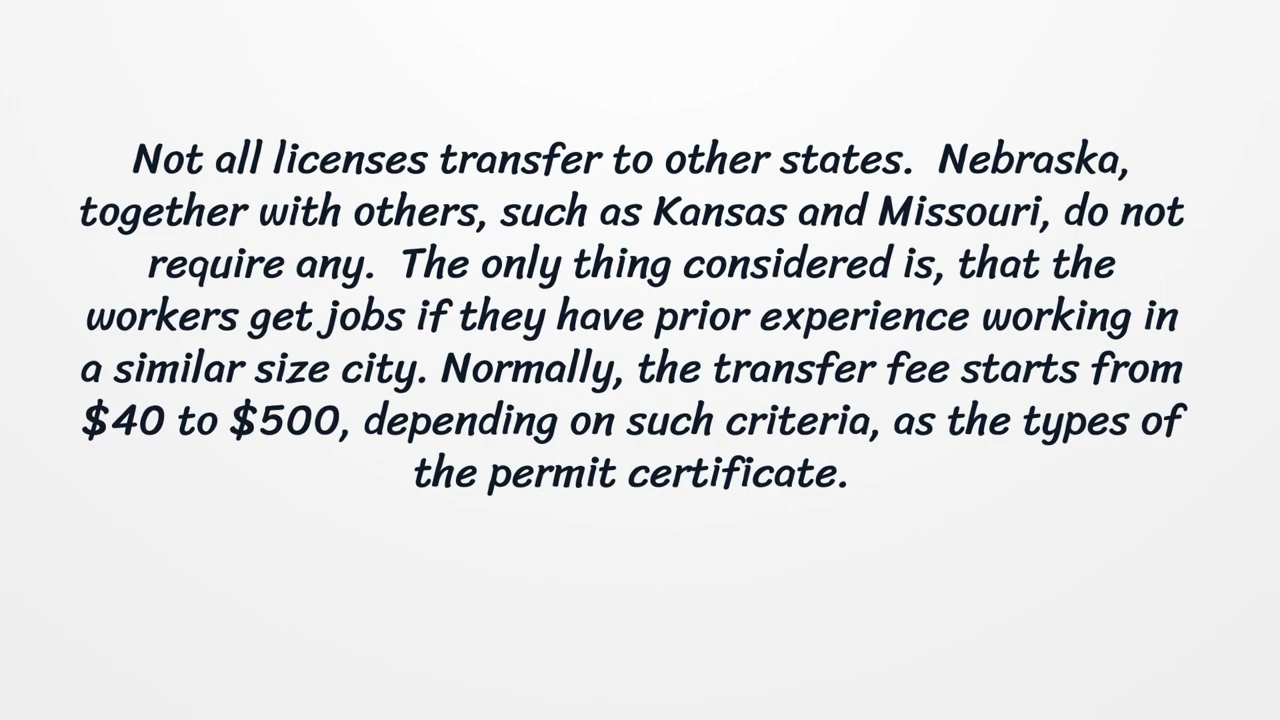 Not all licenses transfer to other states.  Nebraska,
together with others, such as Kansas and Missouri, do not
require any.  The only thing considered is, that the
workers get jobs if they have prior experience working in
a similar size city. Normally, the transfer fee starts from
$40 to $500, depending on such criteria, as the types of
the permit certificate.